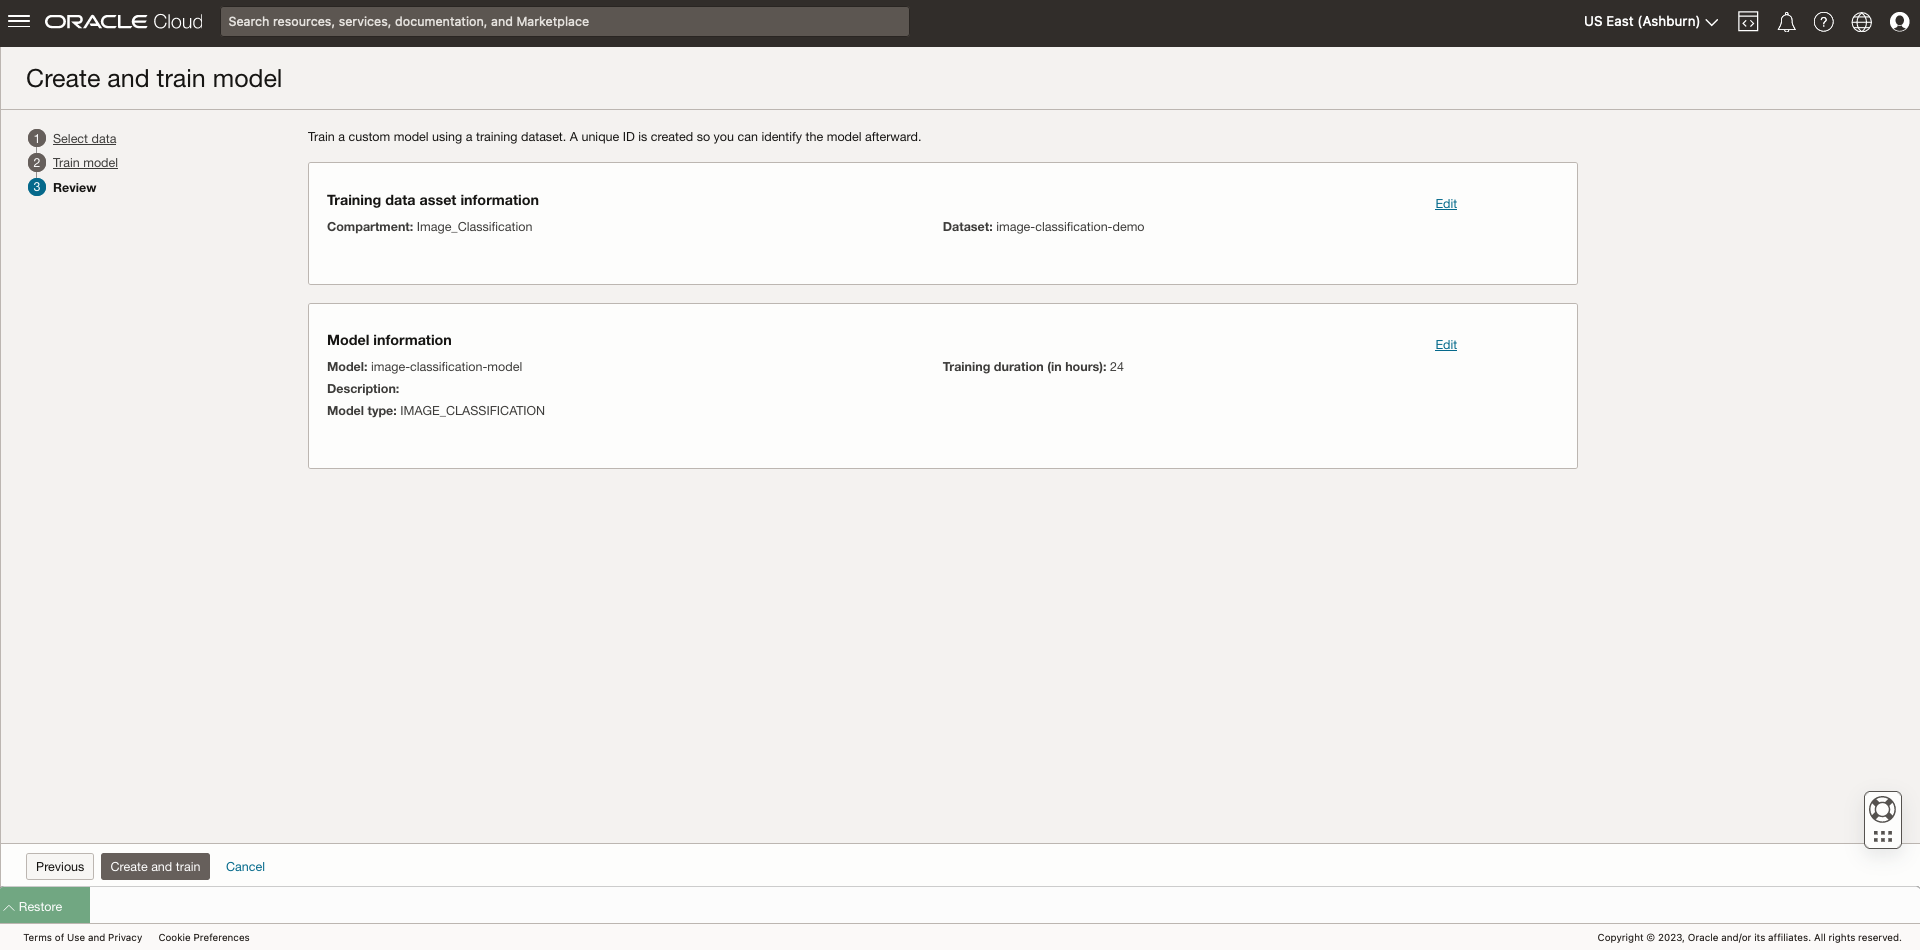 ORACLE Cloud
Search resources, services, documentation, and Marketplace
US East (Ashburn)
Create and train model
1 Select data
2 Train model
3 Review
Train a custom model using a training dataset. A unique ID is created so you can identify the model afterward.
Training data asset information
Edit
Compartment: Image_Classification
Dataset: image-classification-demo
Model information
Edit
Model: image-classification-model
Training duration (in hours): 24
Description:
Model type: IMAGE_CLASSIFICATION
Previous
Create and train
Cancel
Restore
Terms of Use and Privacy
Cookie Preferences
Copyright © 2023, Oracle and/or its affiliates. All rights reserved.